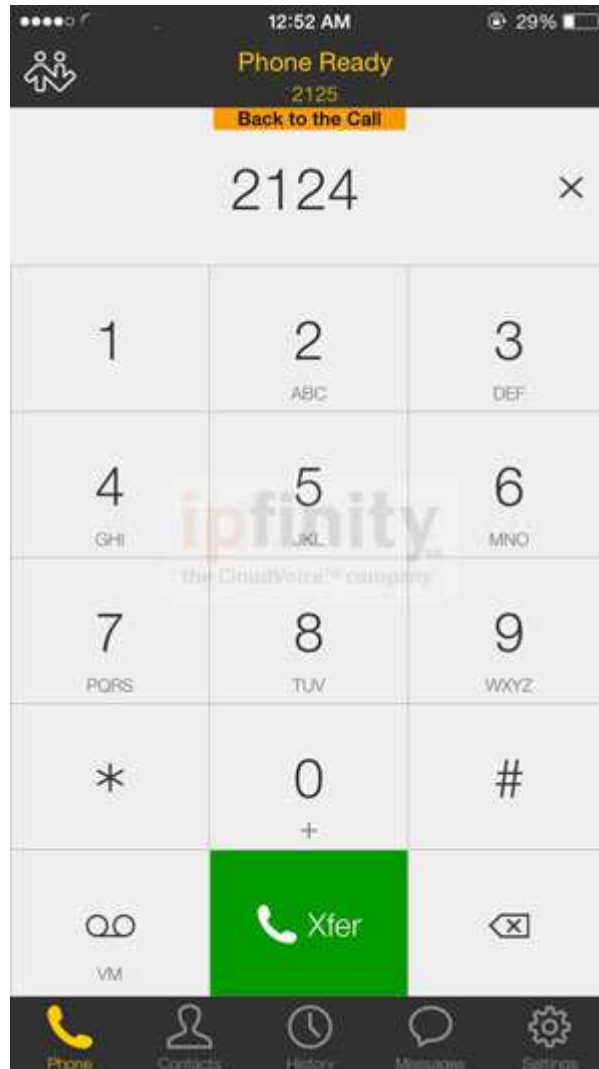 12:52 AM
29%
Phone Ready
2125
Back to the Call
2124
1 2 3
ABC DEF
4 5 6
GHI JKL MNO
ipfinity
the CloudVoice™ company
7 8 9
PQRS TUV WXYZ
* 0 #
+
Xfer
VM
Phone Contacts History Messages Settings